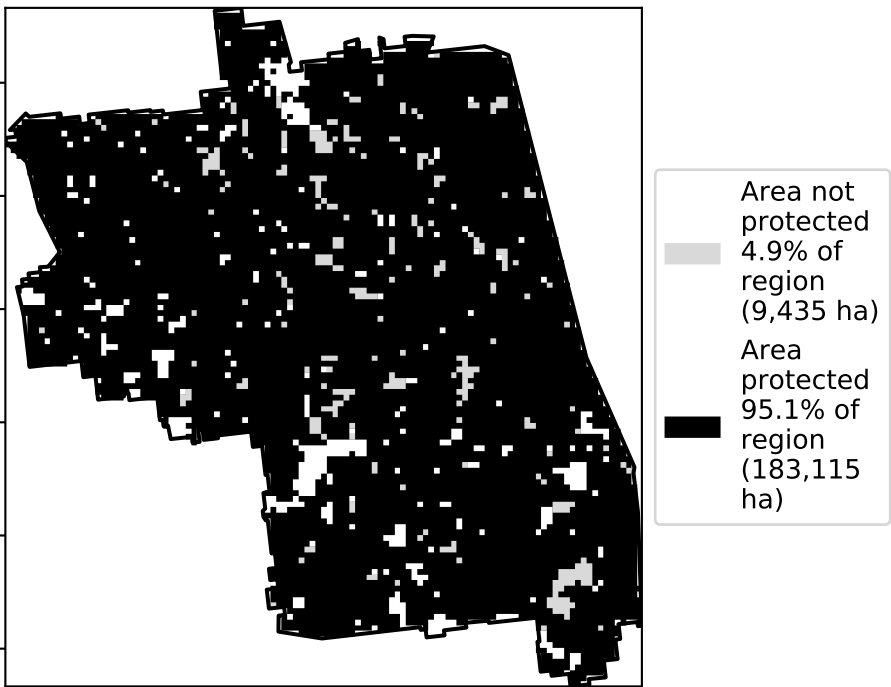 Area not
protected
4.9% of
region
(9,435 ha)
Area
protected
95.1% of
region
(183,115
ha)